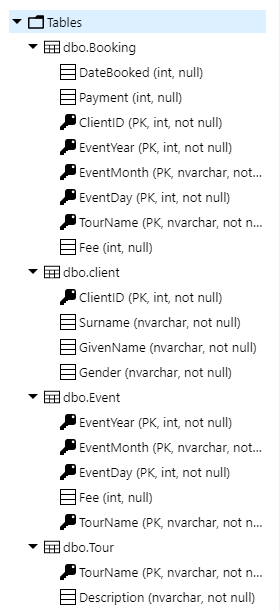 Tables
dbo.Booking
DateBooked (int, null)
Payment (int, null)
ClientID (PK, int, not null)
EventYear (PK, int, not null)
EventMonth (PK, nvarchar, not...
EventDay (PK, int, not null)
TourName (PK, nvarchar, not n...
Fee (int, null)
dbo.client
ClientID (PK, int, not null)
Surname (nvarchar, not null)
GivenName (nvarchar, not null)
Gender (nvarchar, not null)
dbo.Event
EventYear (PK, int, not null)
EventMonth (PK, nvarchar, not...
EventDay (PK, int, not null)
Fee (int, null)
TourName (PK, nvarchar, not n...
dbo.Tour
TourName (PK, nvarchar, not n...
Description (nvarchar, not null)